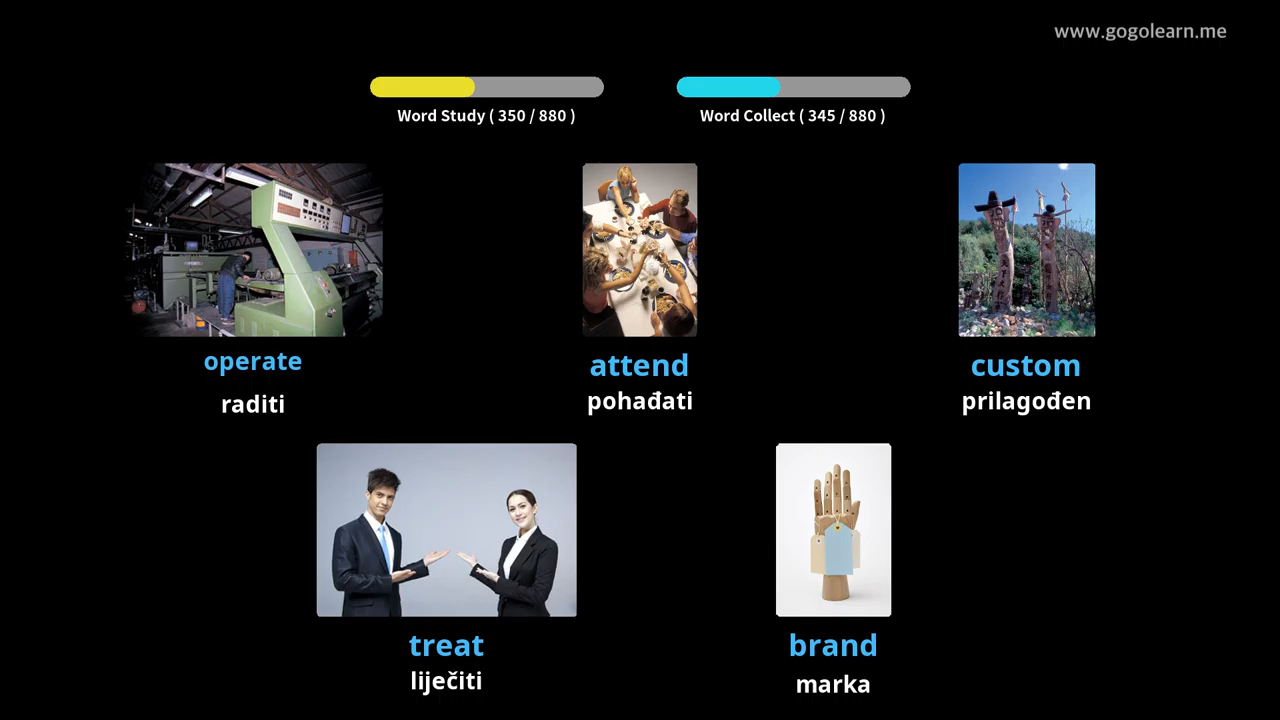 www.gogolearn.me
Word Study ( 350 / 880 )
Word Collect ( 345 / 880 )
operate
raditi
attend
pohađati
custom
prilagođen
treat
liječiti
brand
marka